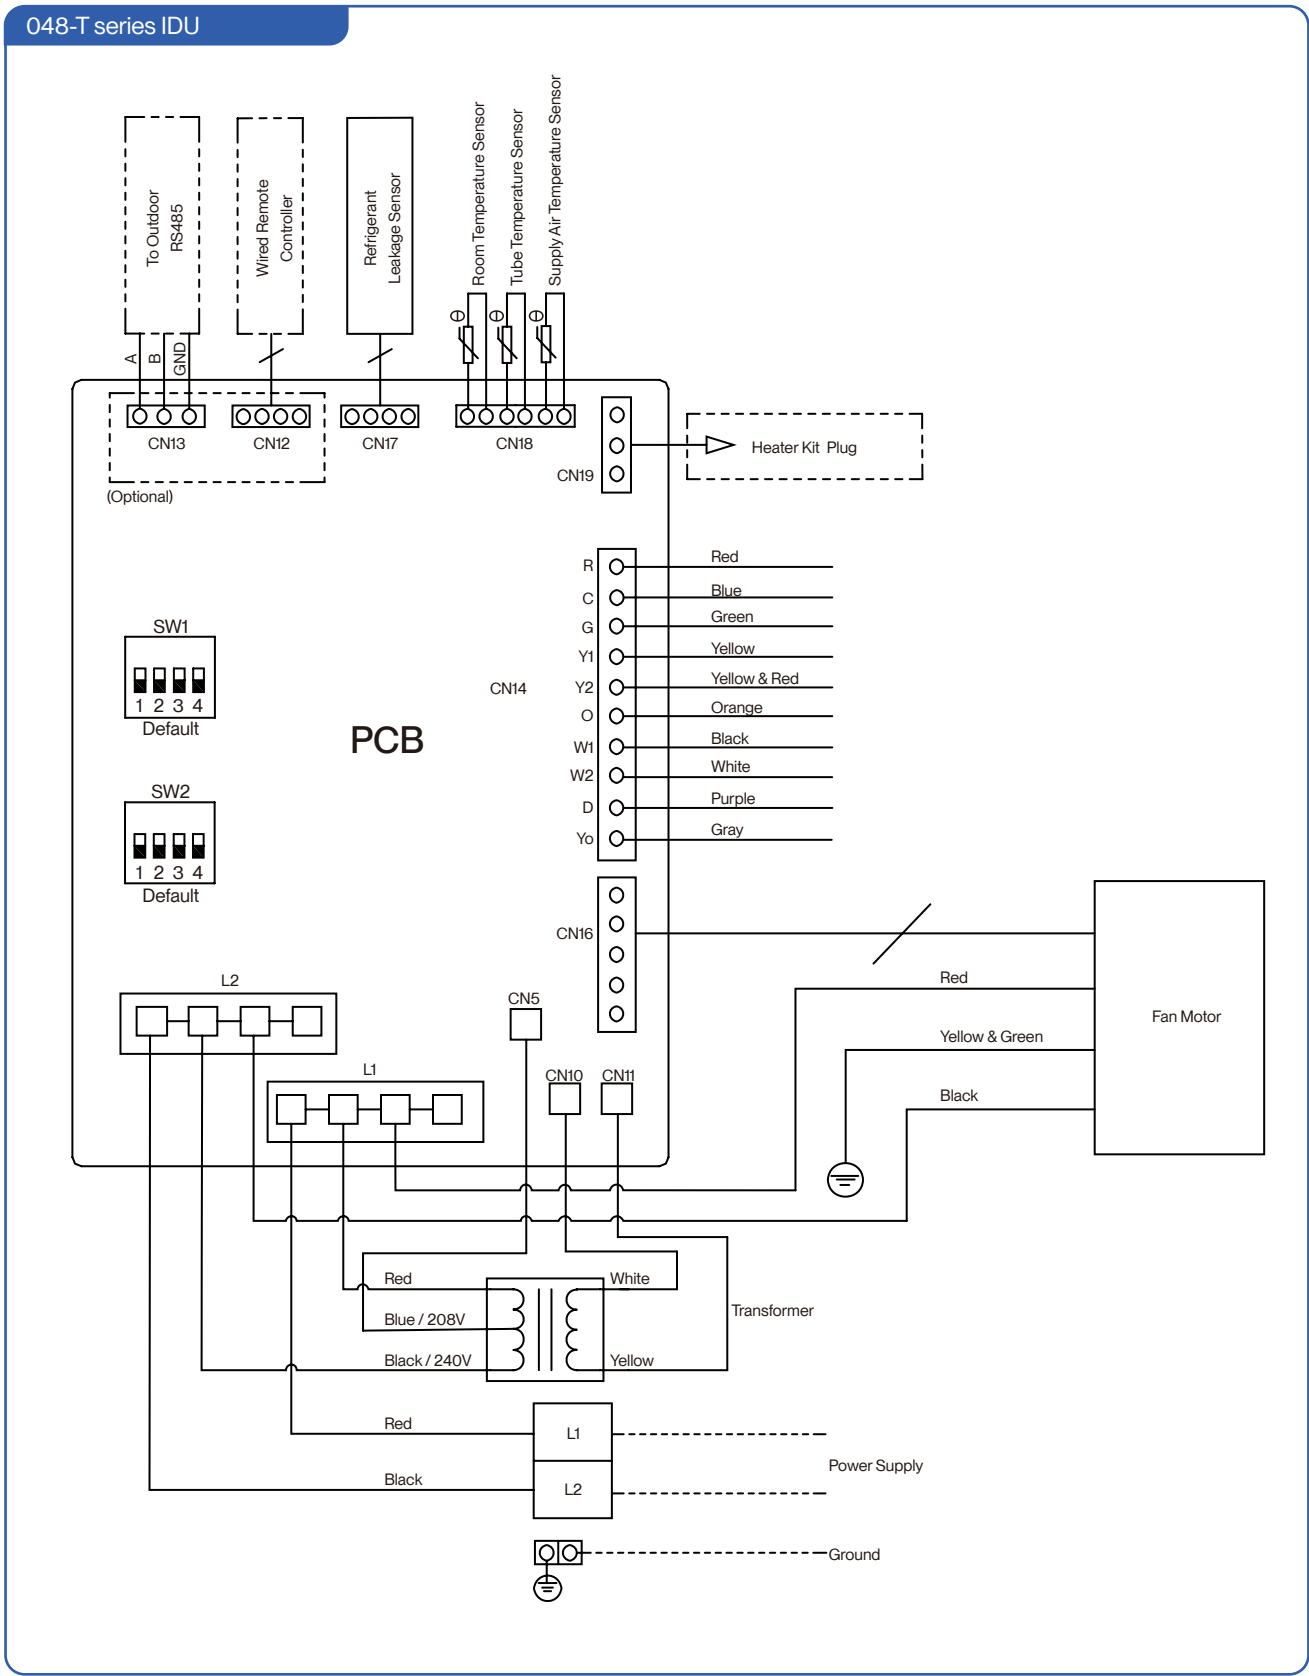 048-T series IDU
To Outdoor
RS485
Wired Remote
Controller
Refrigerant
Leakage Sensor
Room Temperature Sensor
Tube Temperature Sensor
Supply Air Temperature Sensor
A
B
GND
CN13
CN12
CN17
CN18
(Optional)
CN19
Heater Kit Plug
R
Red
C
Blue
G
Green
Y1
Yellow
CN14
Y2
Yellow & Red
O
Orange
W1
Black
W2
White
D
Purple
Yo
Gray
SW1
1 2 3 4
Default
PCB
SW2
1 2 3 4
Default
CN16
Fan Motor
Red
Yellow & Green
Black
L2
CN5
L1
CN10
CN11
Red
White
Blue / 208V
Transformer
Black / 240V
Yellow
Red
L1
Power Supply
Black
L2
Ground